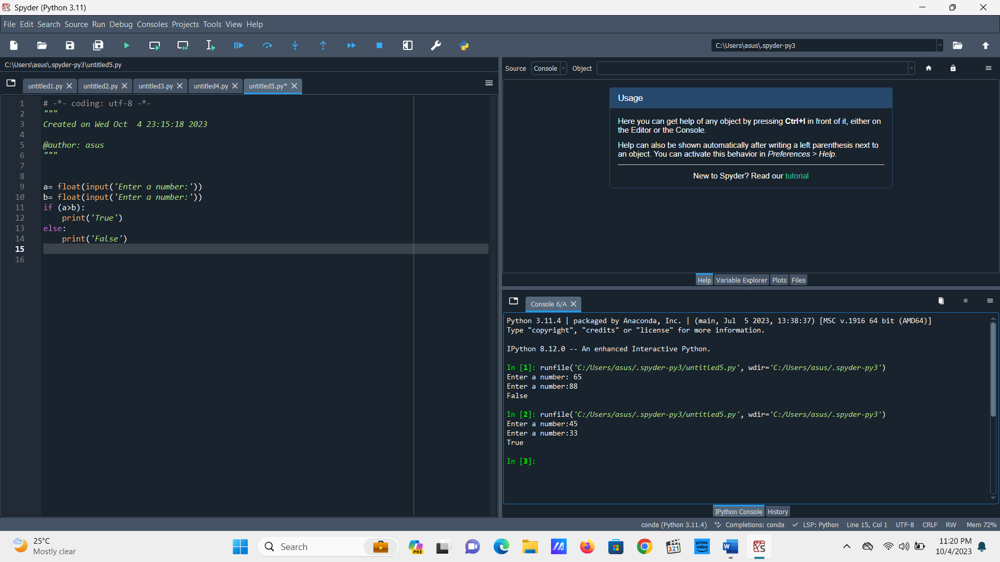 Spyder (Python 3.11)
File Edit Search Source Run Debug Consoles Projects Tools View Help
C:\Users\asus\.spyder-py3
C:\Users\asus\.spyder-py3\untitled5.py
untitled1.py untitled2.py untitled3.py untitled4.py untitled5.py*
1 # -*- coding: utf-8 -*-
2 """
3 Created on Wed Oct  4 23:15:18 2023
4
5 @author: asus
6 """
7
8
9 a= float(input('Enter a number:'))
10 b= float(input('Enter a number:'))
11 if (a>b):
12     print('True')
13 else:
14     print('False')
15
16
Source Console Object
Usage
Here you can get help of any object by pressing Ctrl+I in front of it, either on
the Editor or the Console.
Help can also be shown automatically after writing a left parenthesis next to
an object. You can activate this behavior in Preferences > Help.
New to Spyder? Read our tutorial
Help Variable Explorer Plots Files
Console 6/A
Python 3.11.4 | packaged by Anaconda, Inc. | (main, Jul  5 2023, 13:38:37) [MSC v.1916 64 bit (AMD64)]
Type "copyright", "credits" or "license" for more information.
IPython 8.12.0 -- An enhanced Interactive Python.
In [1]: runfile('C:/Users/asus/.spyder-py3/untitled5.py', wdir='C:/Users/asus/.spyder-py3')
Enter a number: 65
Enter a number:88
False
In [2]: runfile('C:/Users/asus/.spyder-py3/untitled5.py', wdir='C:/Users/asus/.spyder-py3')
Enter a number:45
Enter a number:33
True
In [3]:
IPython Console History
conda (Python 3.11.4) Completions: conda LSP: Python Line 15, Col 1 UTF-8 CRLF RW Mem 72%
25°C
Mostly clear
Search
PRE
321
prime video
W
11:20 PM
10/4/2023